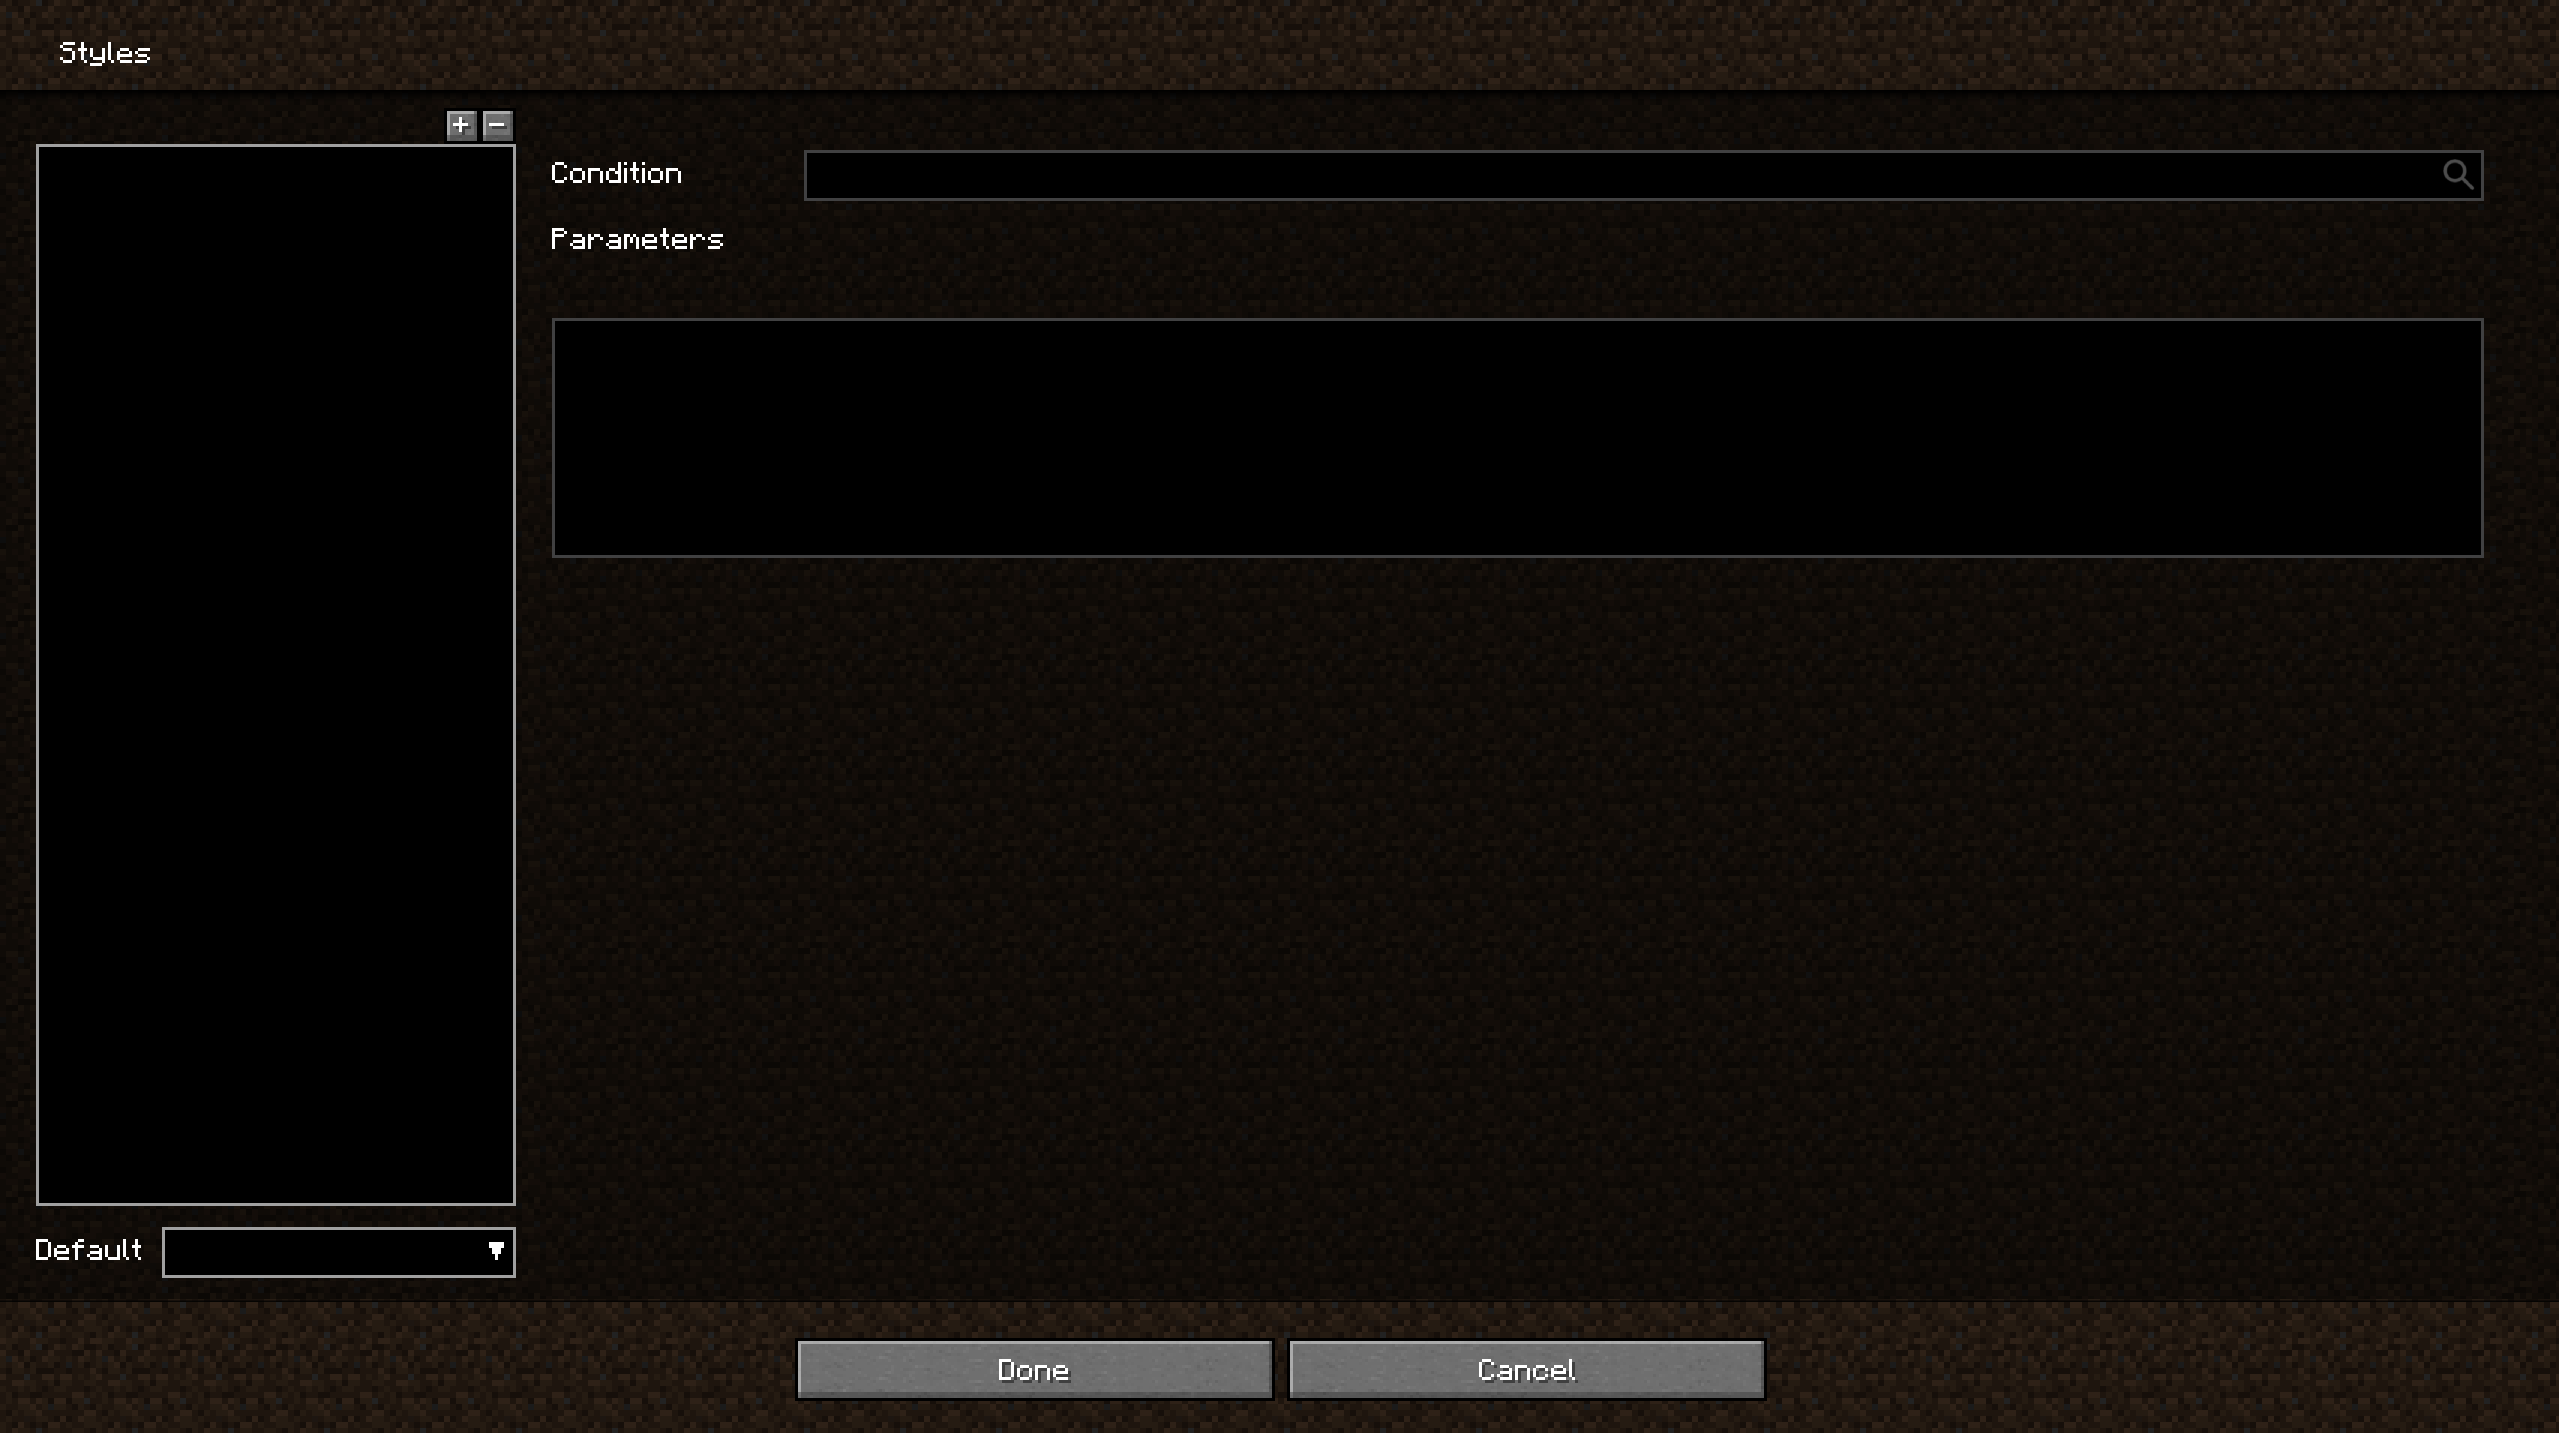 Styles
+ −
Condition
Parameters
Default
Done Cancel